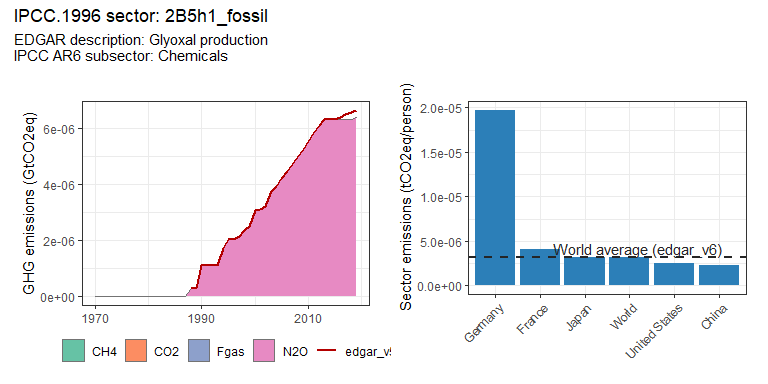 IPCC.1996 sector: 2B5h1_fossil
EDGAR description: Glyoxal production
IPCC AR6 subsector: Chemicals
GHG emissions (GtCO2eq)
6e-06
4e-06
2e-06
0e+00
1970
1990
2010
CH4
CO2
Fgas
N2O
edgar_v5
Sector emissions (tCO2eq/person)
2.0e-05
1.5e-05
1.0e-05
5.0e-06
0.0e+00
World average (edgar_v6)
Germany
France
Japan
World
United States
China